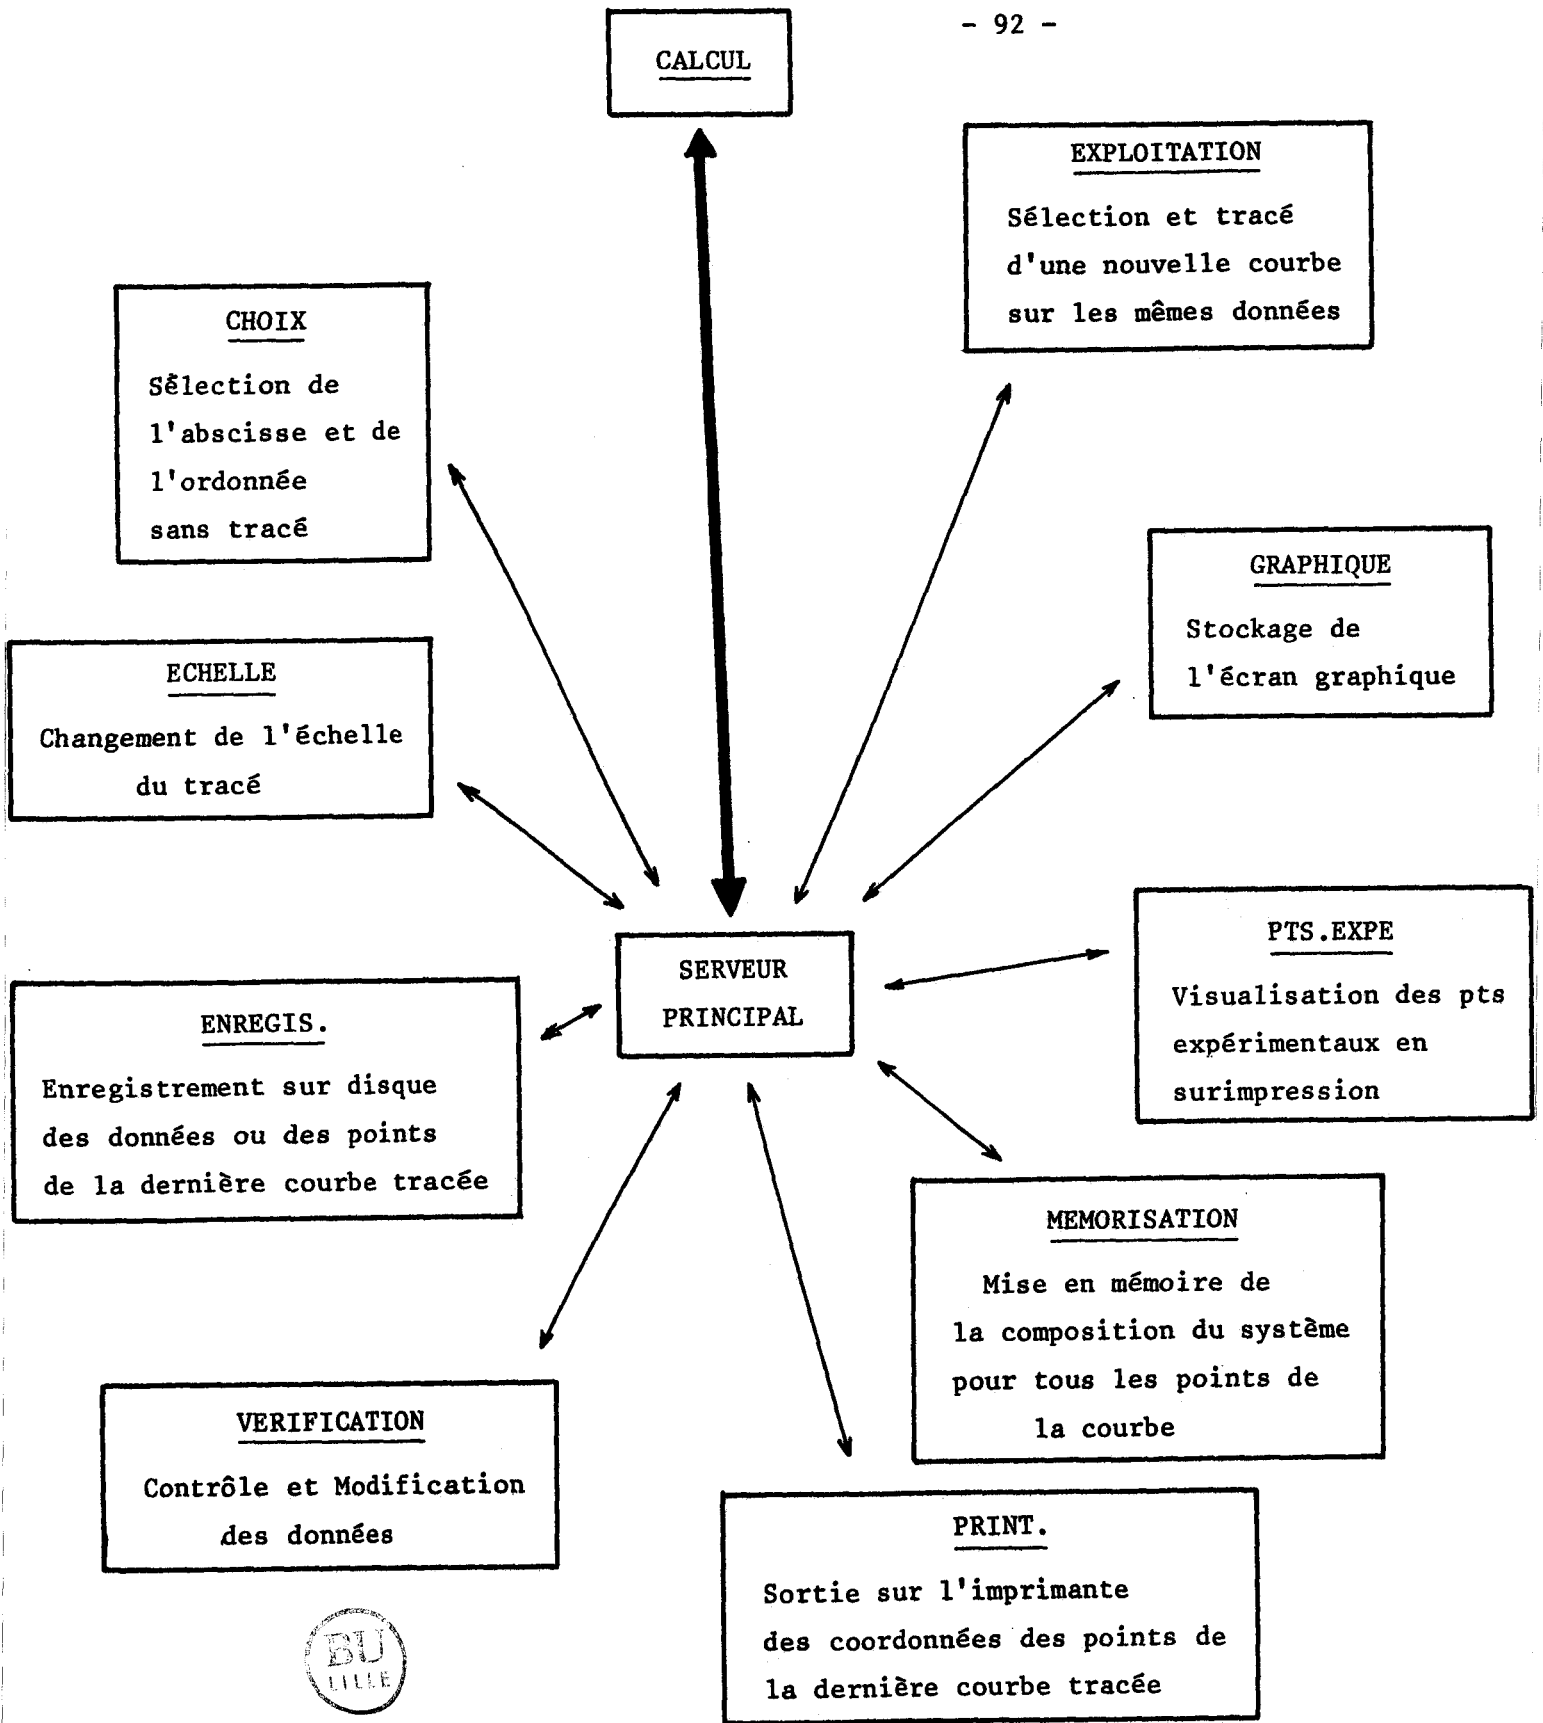 - 92 -
CALCUL
EXPLOITATION
Sélection et tracé
d'une nouvelle courbe
sur les mêmes données
CHOIX
Sélection de
l'abscisse et de
l'ordonnée
sans tracé
GRAPHIQUE
Stockage de
l'écran graphique
ECHELLE
Changement de l'échelle
du tracé
PTS.EXPE
Visualisation des pts
expérimentaux en
surimpression
SERVEUR
PRINCIPAL
ENREGIS.
Enregistrement sur disque
des données ou des points
de la dernière courbe tracée
MEMORISATION
Mise en mémoire de
la composition du système
pour tous les points de
la courbe
VERIFICATION
Contrôle et Modification
des données
PRINT.
Sortie sur l'imprimante
des coordonnées des points de
la dernière courbe tracée
BU
LILLE